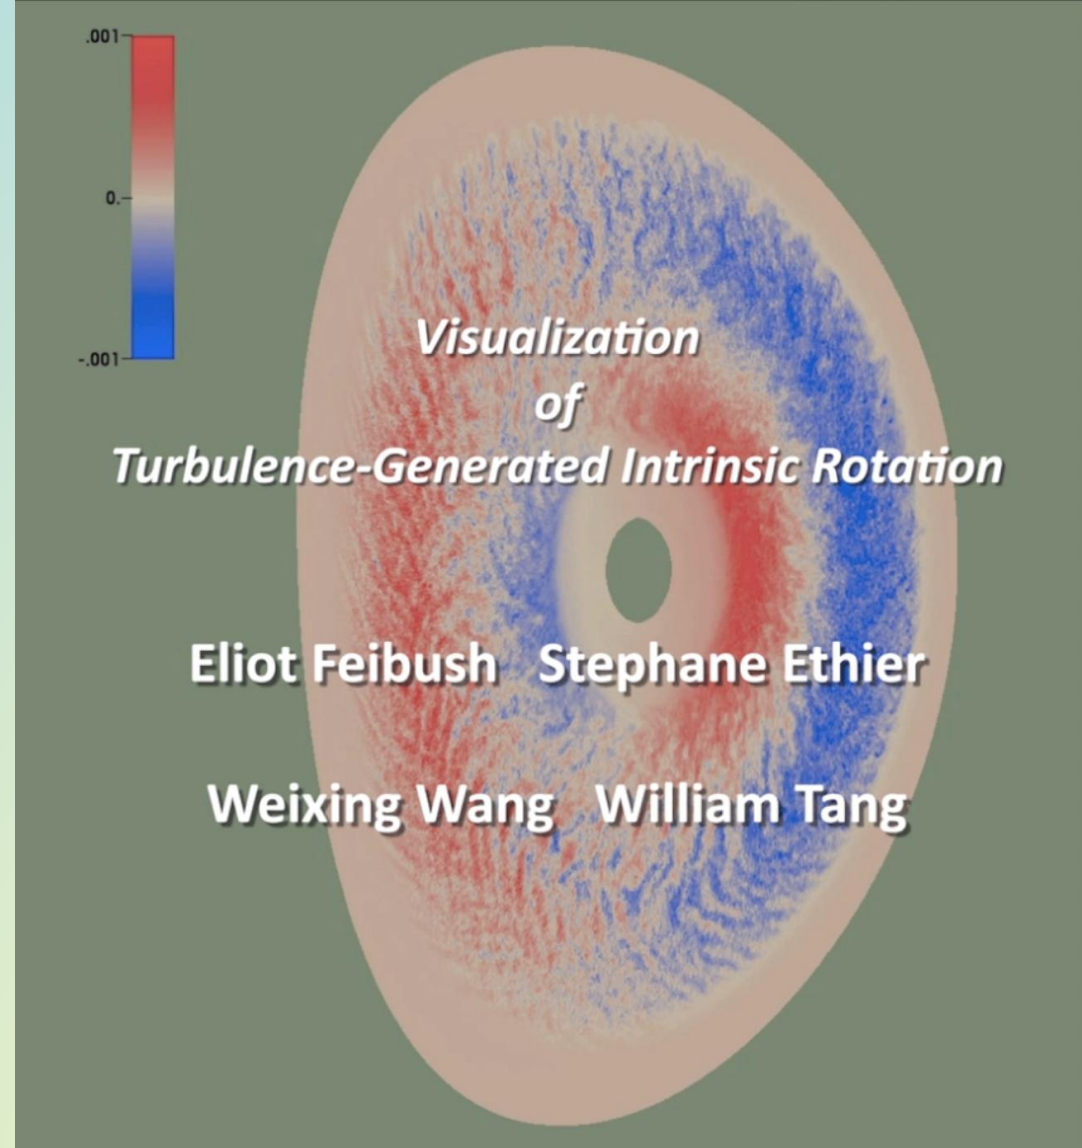 .001
0.
-.001
Visualization
of
Turbulence-Generated Intrinsic Rotation
Eliot Feibush Stephane Ethier
Weixing Wang William Tang